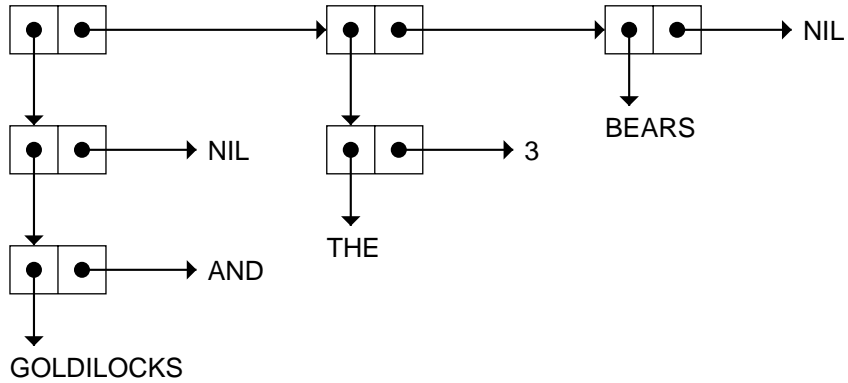 NIL
BEARS
NIL
3
THE
AND
GOLDILOCKS